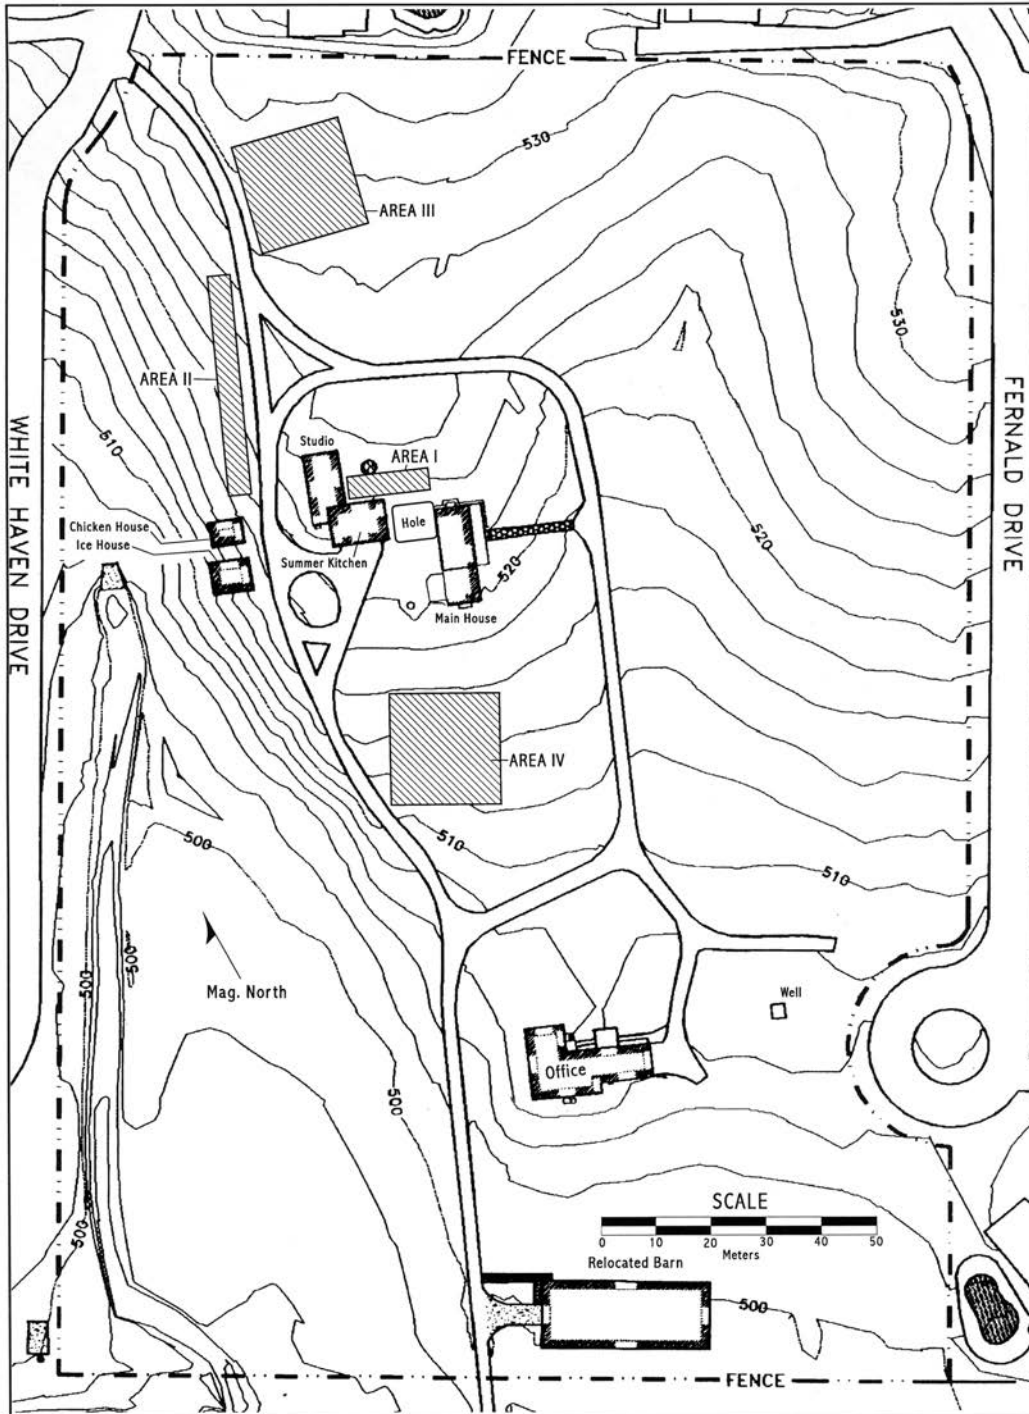 FENCE
530
AREA III
530
AREA II
510
Studio
AREA I
Hole
Chicken House
Ice House
Summer Kitchen
520
520
Main House
WHITE HAVEN DRIVE
FERNALD DRIVE
AREA IV
500
510
510
500
500
Mag. North
Well
Office
500
SCALE
0 10 20 30 40 50
Meters
500
Relocated Barn
500
FENCE